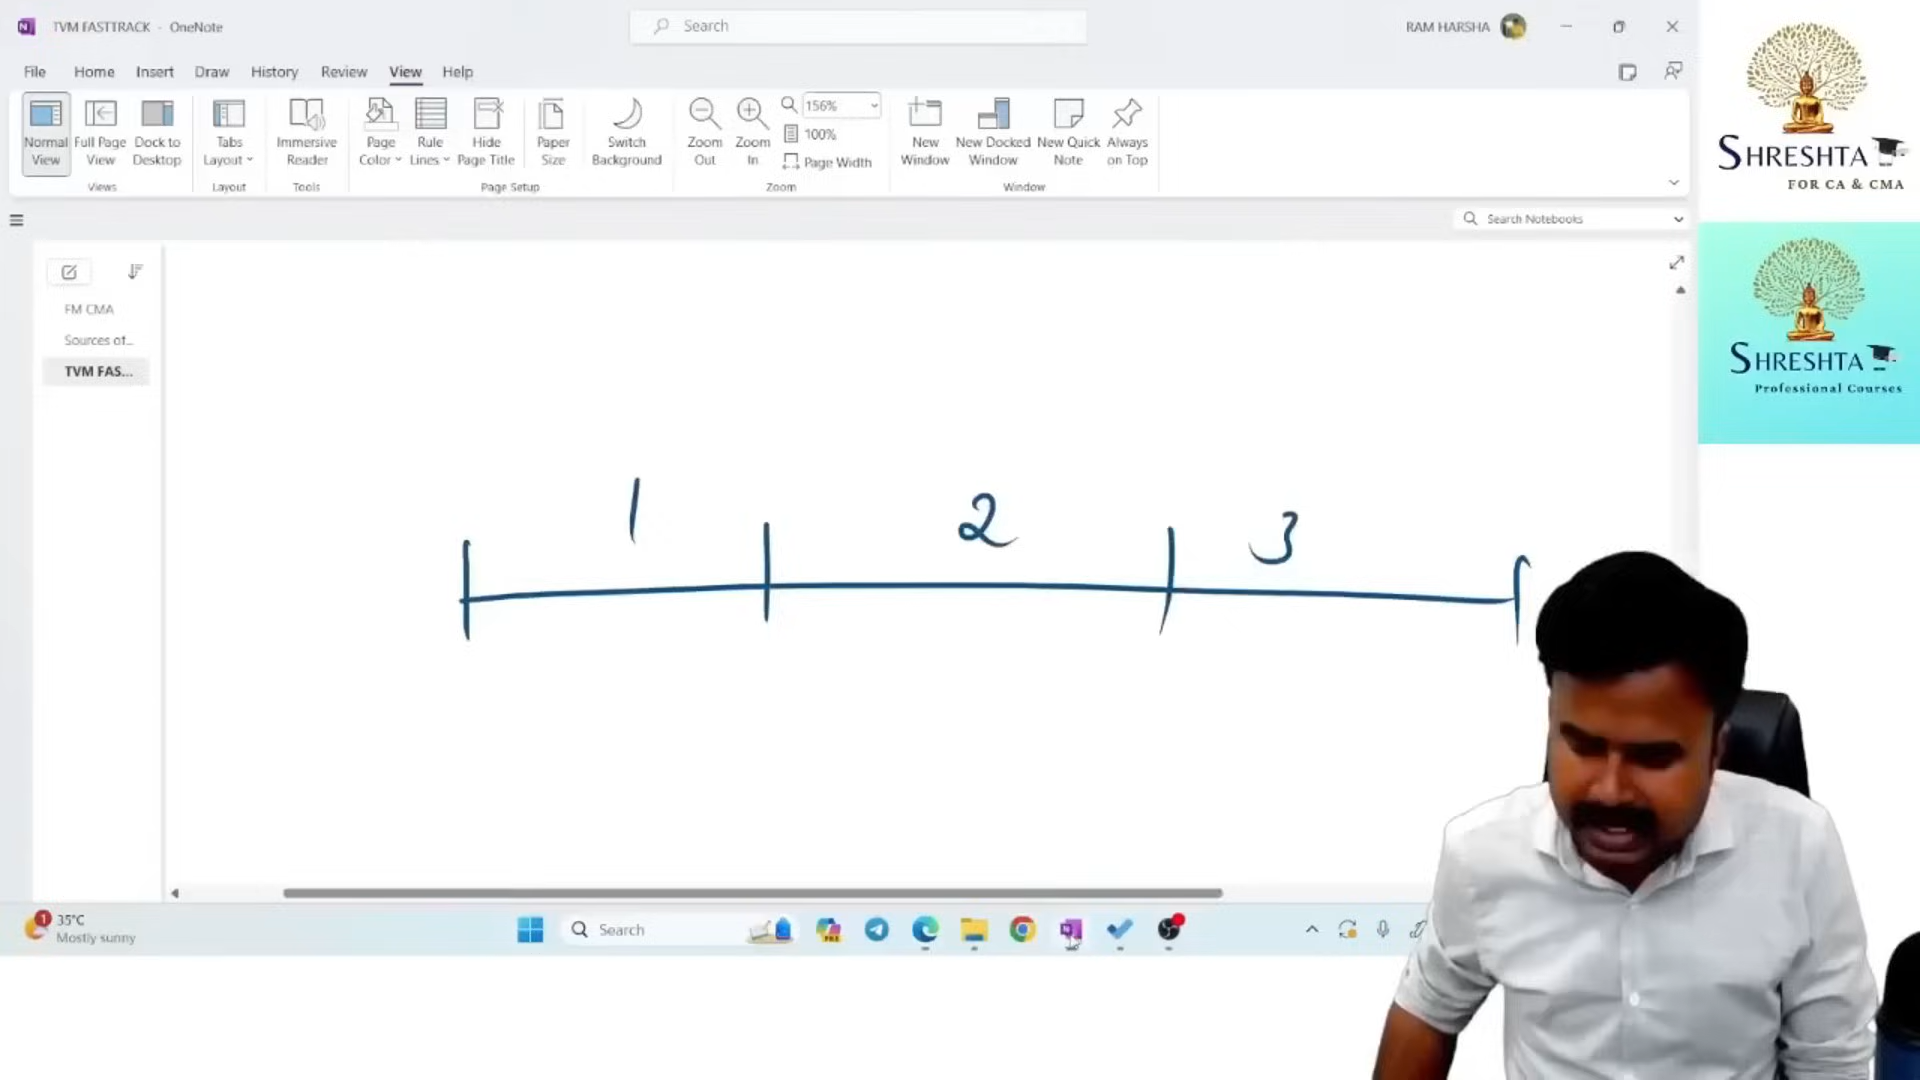 TVM FASTTRACK - OneNote
Search
RAM HARSHA
File Home Insert Draw History Review View Help
Normal View
Full Page View
Dock to Desktop
Tabs Layout
Immersive Reader
Page Color
Rule Lines
Hide Page Title
Paper Size
Switch Background
Zoom Out
Zoom In
156%
100%
Page Width
New Window
New Docked Window
New Quick Note
Always on Top
Views Layout Tools Page Setup Zoom Window
Search Notebooks
FM CMA
Sources of...
TVM FAS...
1 2 3
1 35°C
Mostly sunny
Search
SHRESHTA
FOR CA & CMA
SHRESHTA
Professional Courses